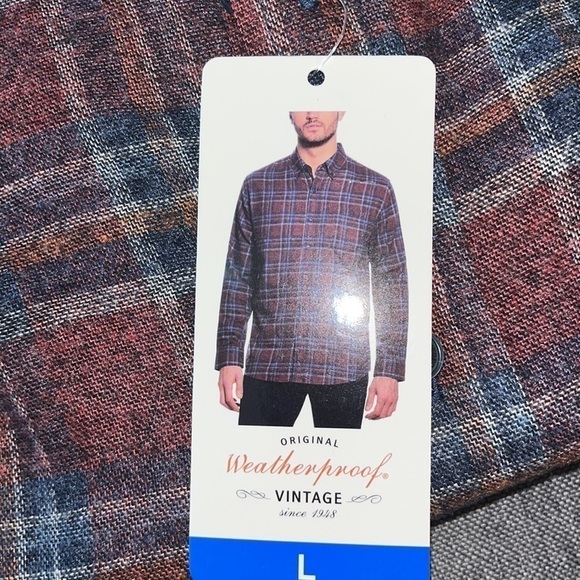 ORIGINAL
Weatherproof®
VINTAGE
since 1948
L